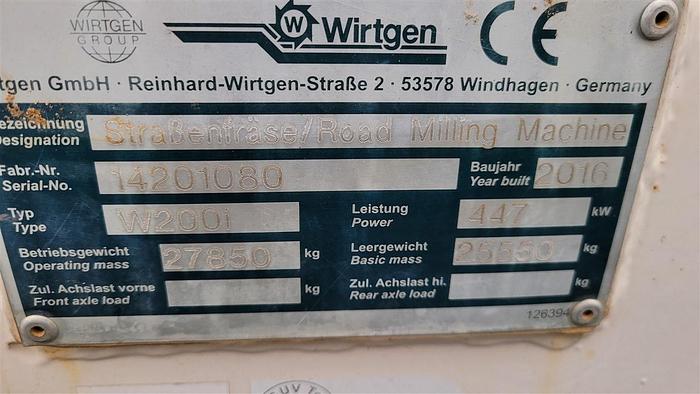 WIRTGEN
GROUP
W Wirtgen CE
tgen GmbH · Reinhard-Wirtgen-Straße 2 · 53578 Windhagen · Germany
ezeichnung
Designation
Straßenfräse/Road Milling Machine
Fabr.-Nr.
Serial-No.
14201080
Baujahr
Year built
2016
Typ
Type
W200i
Leistung
Power
447 kW
Betriebsgewicht
Operating mass
27850 kg
Leergewicht
Basic mass
25550 kg
Zul. Achslast vorne
Front axle load
kg
Zul. Achslast hi.
Rear axle load
kg
126394